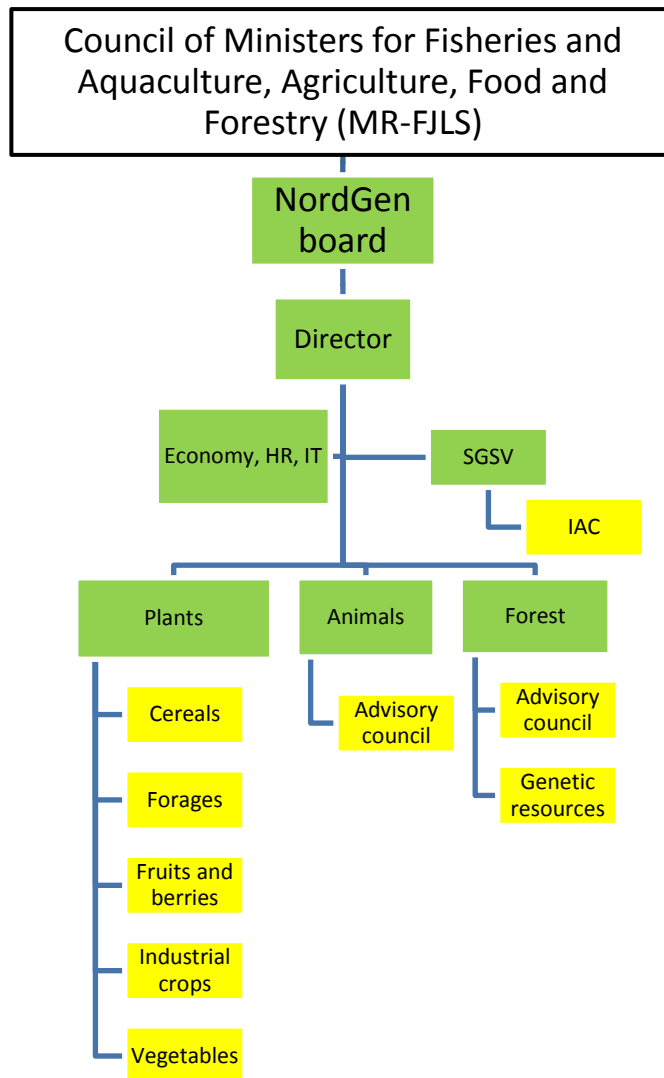 Council of Ministers for Fisheries and
Aquaculture, Agriculture, Food and
Forestry (MR-FJLS)
NordGen
board
Director
Economy, HR, IT
SGSV
IAC
Plants
Animals
Forest
Cereals
Forages
Fruits and
berries
Industrial
crops
Vegetables
Advisory
council
Advisory
council
Genetic
resources